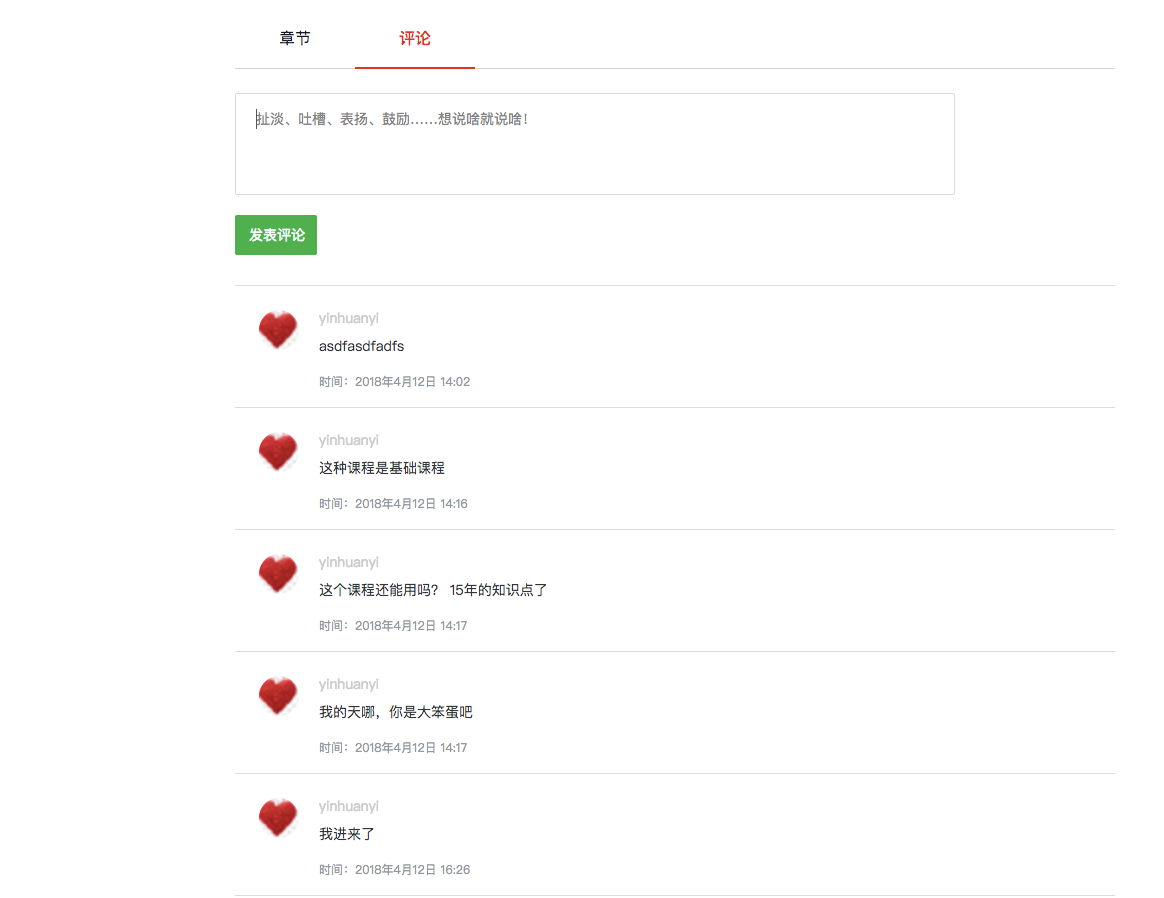 章节 评论
扯淡、吐槽、表扬、鼓励……想说啥就说啥！
发表评论
yinhuanyi
asdfasdfadfs
时间：2018年4月12日 14:02
yinhuanyi
这种课程是基础课程
时间：2018年4月12日 14:16
yinhuanyi
这个课程还能用吗？ 15年的知识点了
时间：2018年4月12日 14:17
yinhuanyi
我的天哪，你是大笨蛋吧
时间：2018年4月12日 14:17
yinhuanyi
我进来了
时间：2018年4月12日 16:26